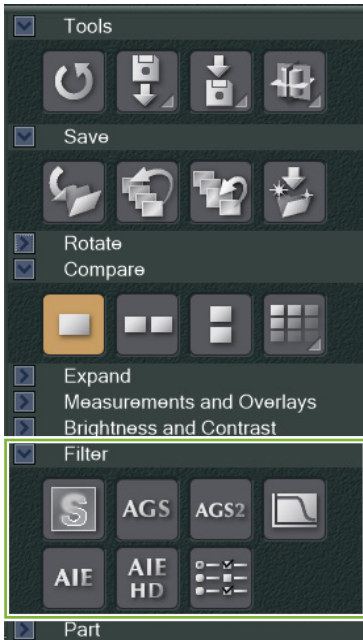 Tools
Save
Rotate
Compare
Expand
Measurements and Overlays
Brightness and Contrast
Filter
S AGS AGS2
AIE AIE HD
Part